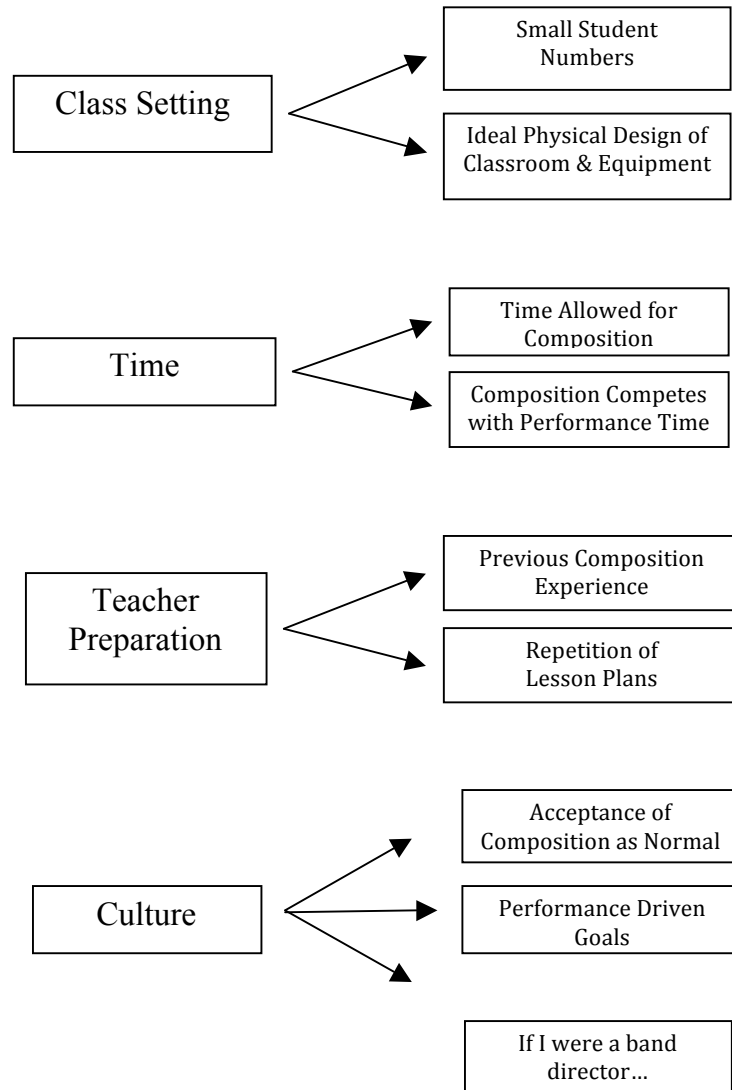 Class Setting
Small Student
Numbers
Ideal Physical Design of
Classroom & Equipment
Time
Time Allowed for
Composition
Composition Competes
with Performance Time
Teacher
Preparation
Previous Composition
Experience
Repetition of
Lesson Plans
Culture
Acceptance of
Composition as Normal
Performance Driven
Goals
If I were a band
director…